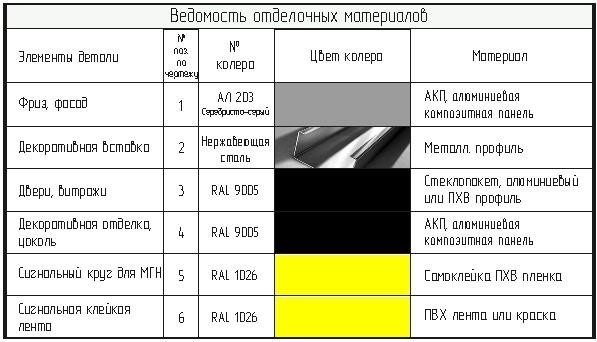 Ведомость отделочных материалов
Элементы детали
№
поз.
по
чертежу
№
колера
Цвет колера
Материал
Фриз, фасад
1
АЛ 203
Серебристо-серый
АКП, алюминиевая
композитная панель
Декоративная вставка
2
Нержавеющая
сталь
Металл. профиль
Двери, витражи
3
RAL 9005
Стеклопакет, алюминиевый
или ПХВ профиль
Декоративная отделка,
цоколь
4
RAL 9005
АКП, алюминиевая
композитная панель
Сигнальный круг для МГН
5
RAL 1026
Самоклейка ПХВ пленка
Сигнальная клейкая
лента
6
RAL 1026
ПВХ лента или краска